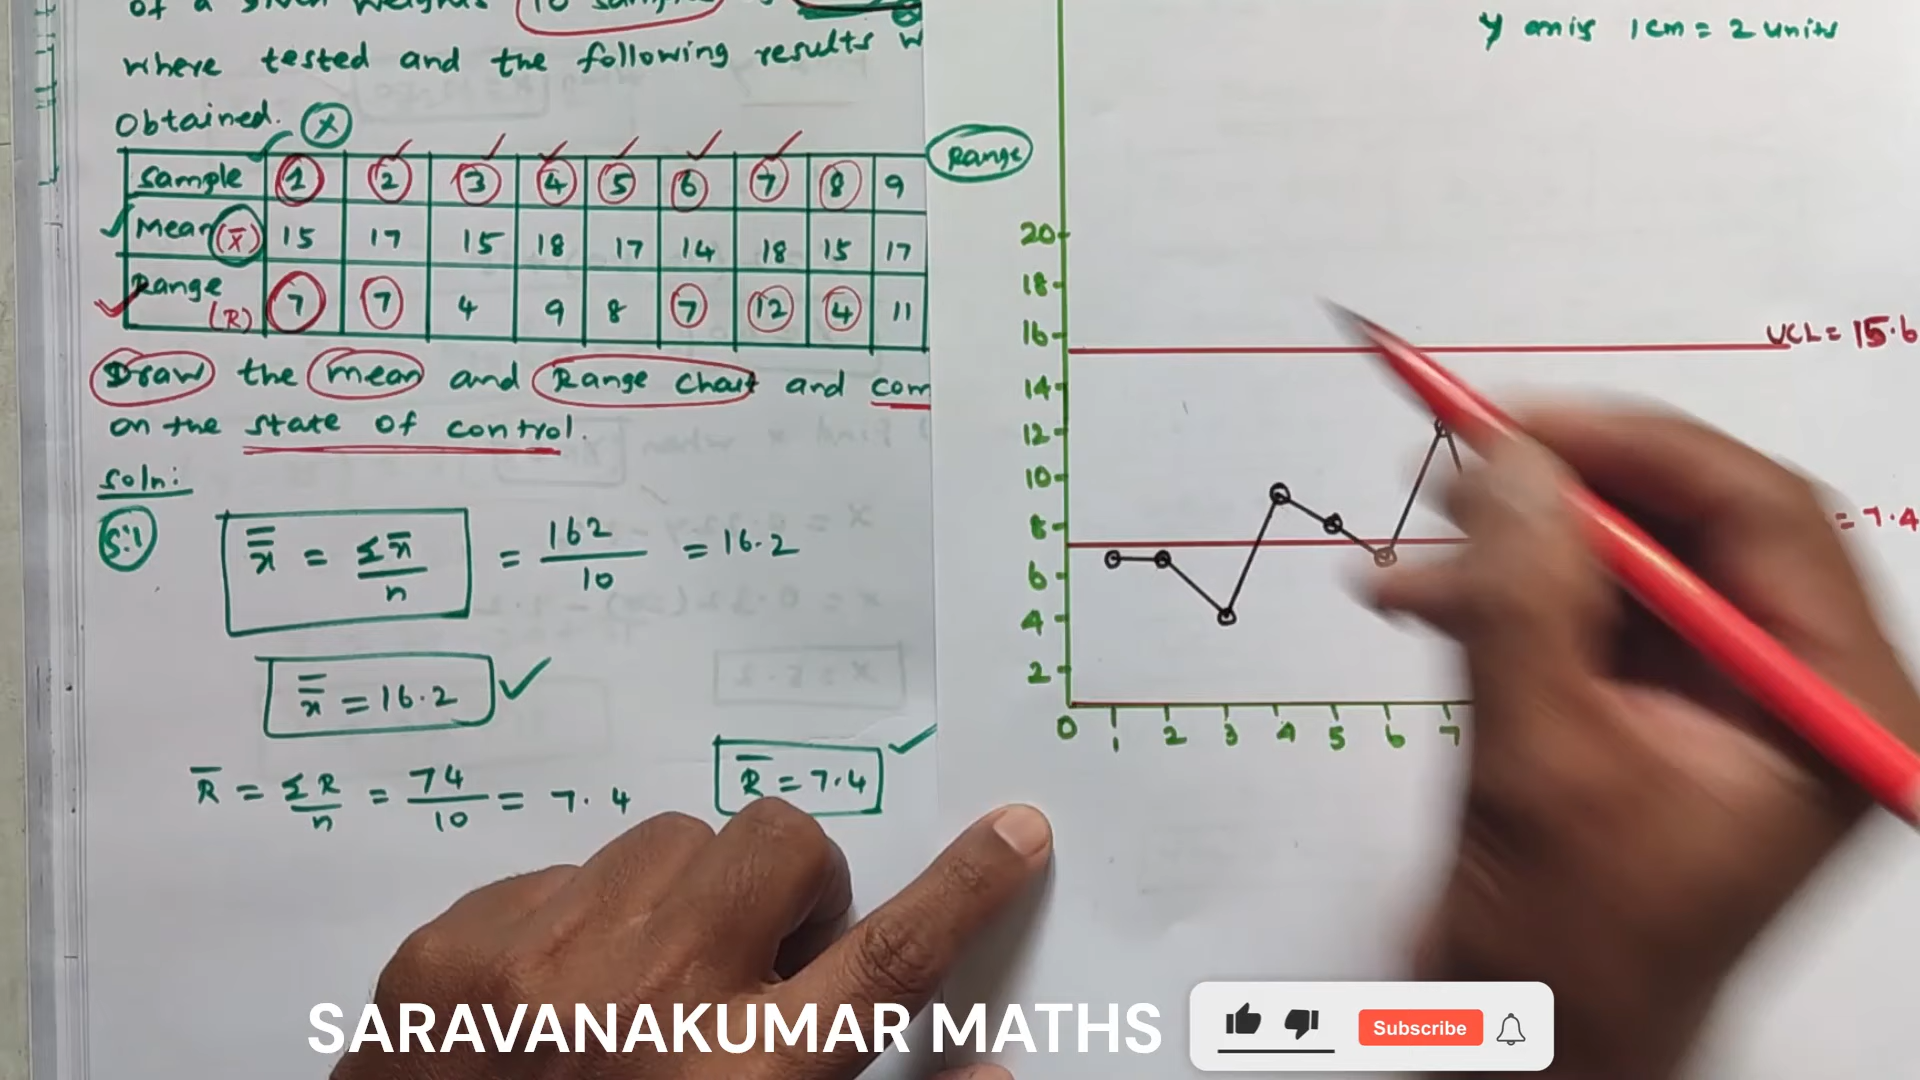 of a given weights 10 samples
where tested and the following results w
obtained. X
Sample 1 2 3 4 5 6 7 8 9
Mean (x̄) 15 17 15 18 17 14 18 15 17
Range (R) 7 7 4 9 8 7 12 4 11
Draw the mean and Range chart and com
on the state of control.
Soln:
S:1
x̿ = Σx̄/n = 162/10 = 16.2
x̿ = 16.2
R̄ = ΣR/n = 74/10 = 7.4
R̄ = 7.4
Y axis 1cm = 2 units
Range
20
18
16
UCL = 15.6
14
12
10
8
= 7.4
6
4
2
0 1 2 3 4 5 6 7
SARAVANAKUMAR MATHS
Subscribe